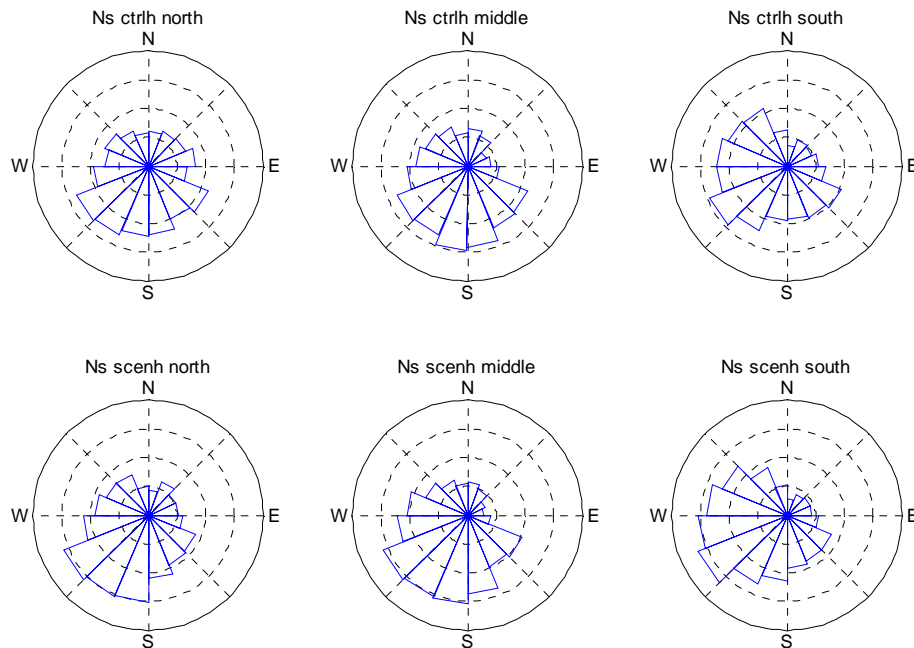 Ns ctrlh north
N
W
E
S
Ns ctrlh middle
N
W
E
S
Ns ctrlh south
N
W
E
S
Ns scenh north
N
W
E
S
Ns scenh middle
N
W
E
S
Ns scenh south
N
W
E
S